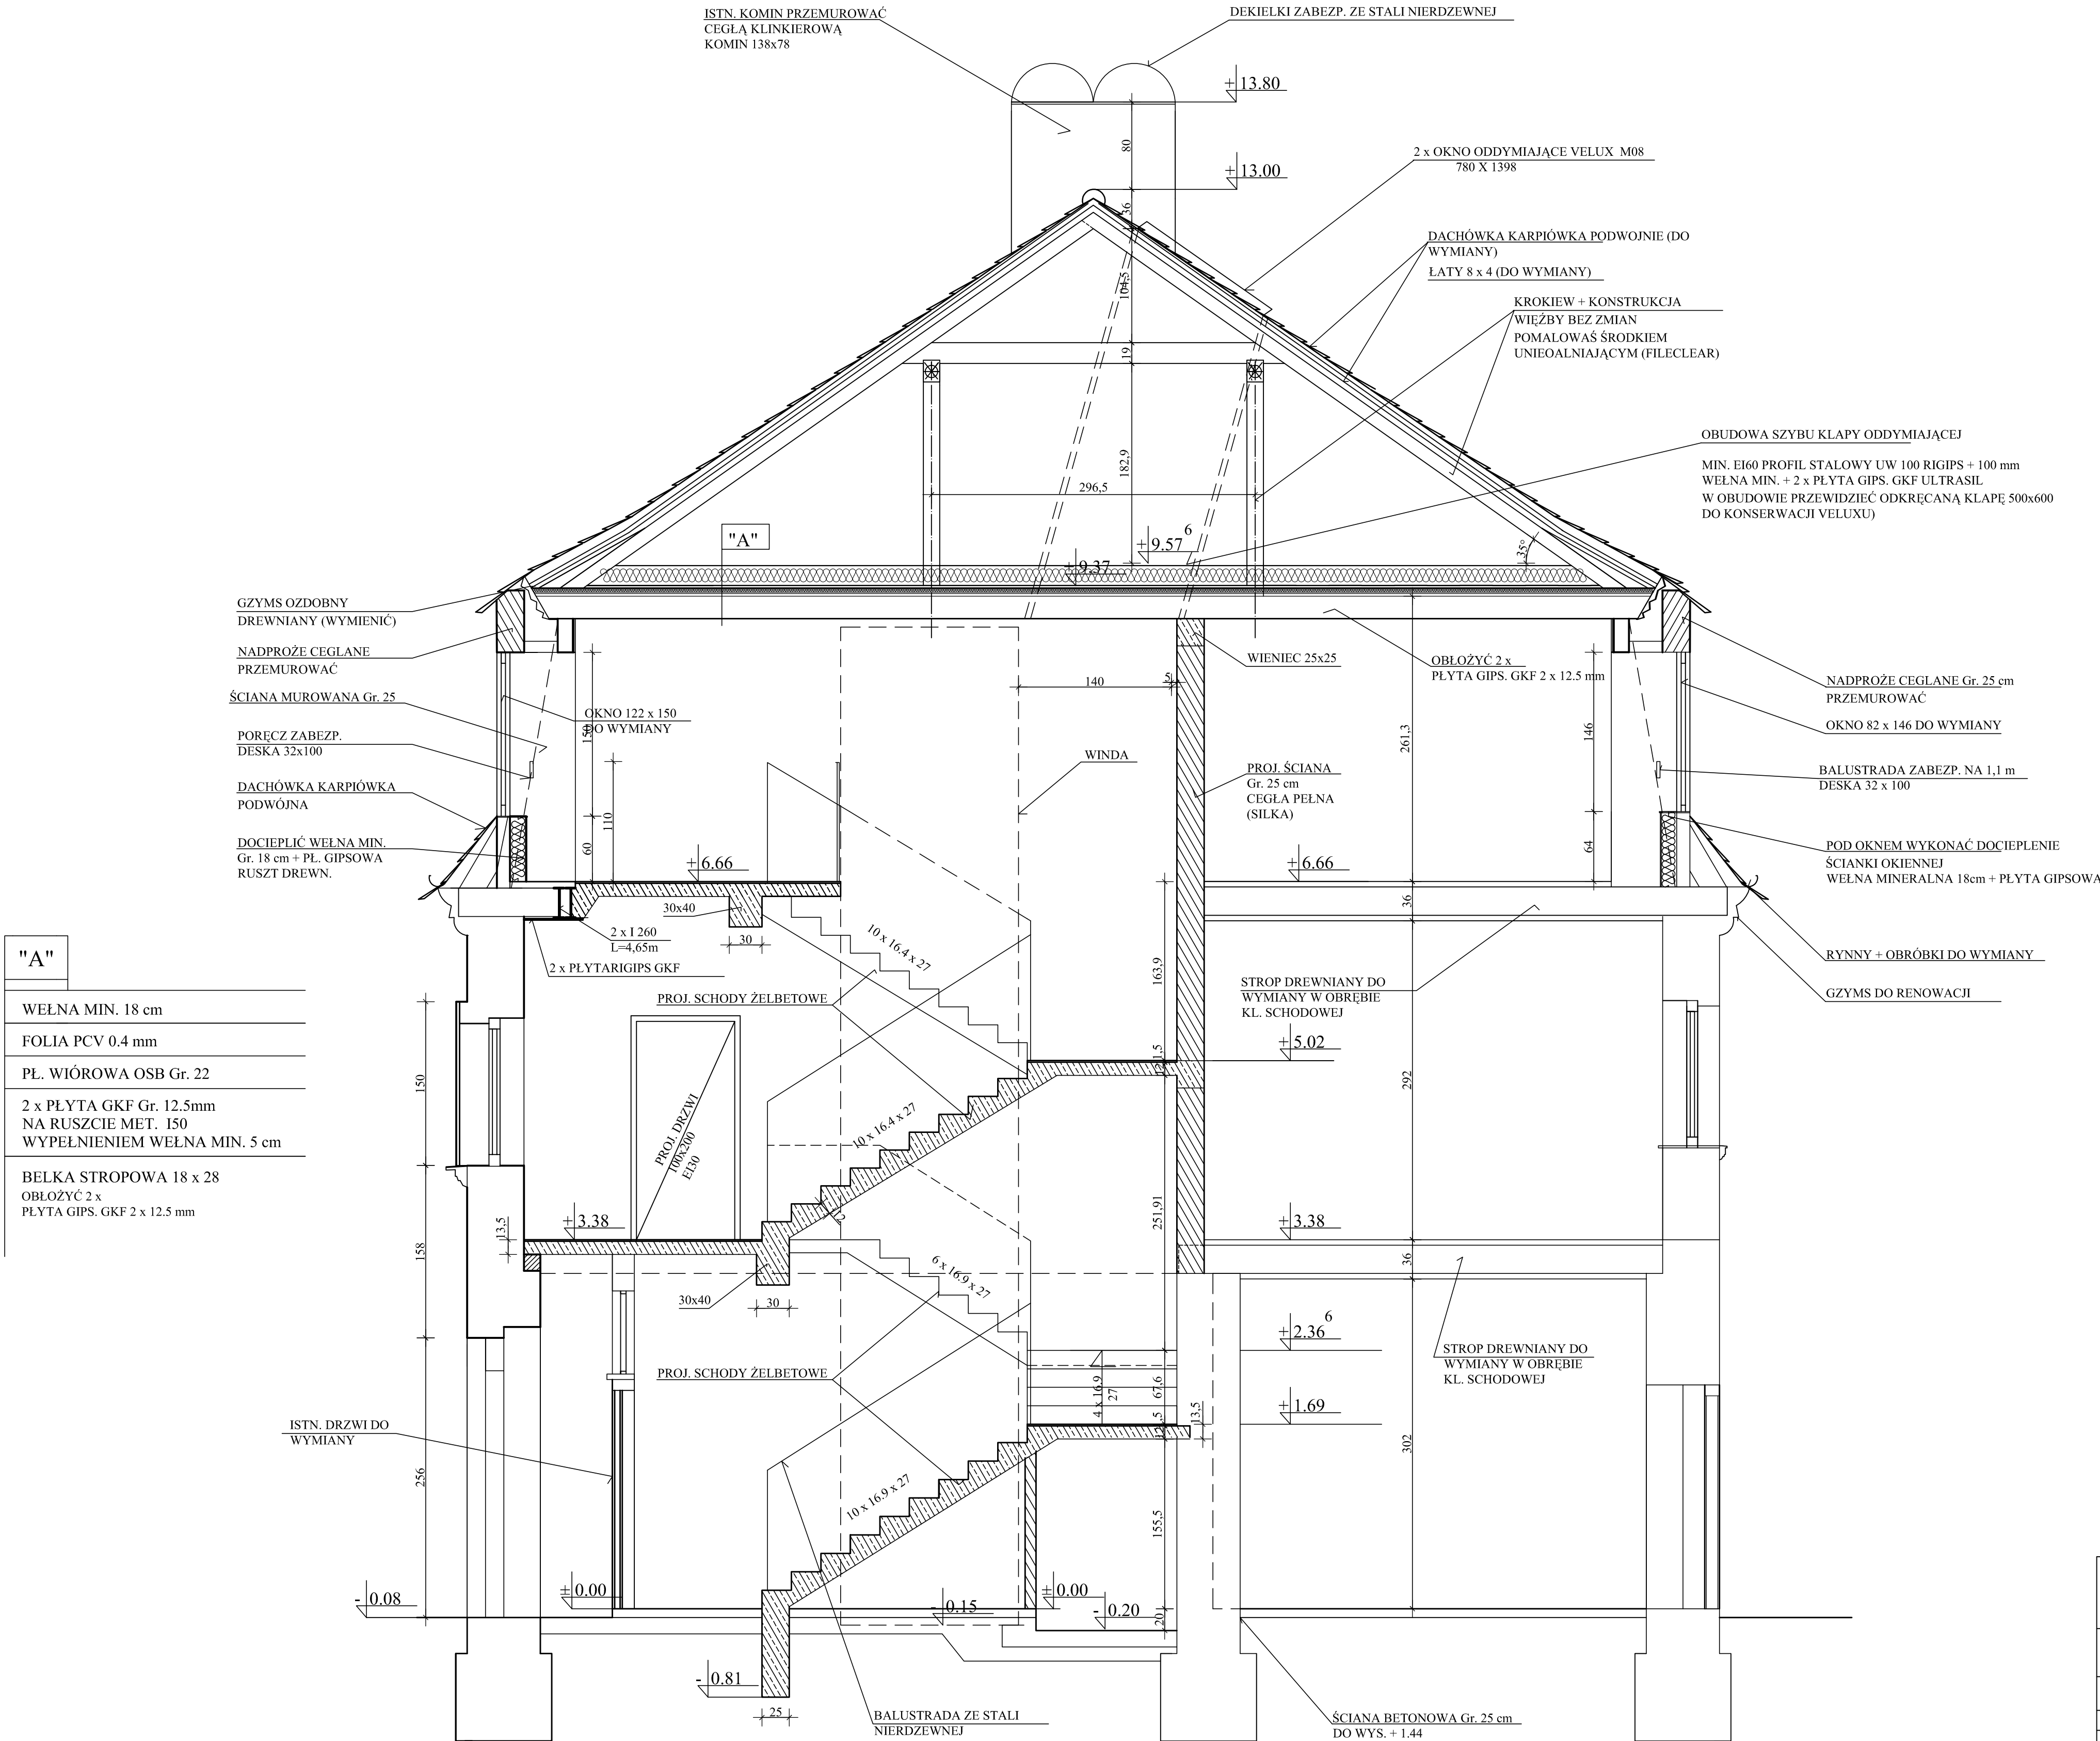 ISTN. KOMIN PRZEMUROWAĆ
CEGŁĄ KLINKIEROWĄ
KOMIN 138x78
DEKIELKI ZABEZP. ZE STALI NIERDZEWNEJ
+ 13.80
80
+ 13.00
36
2 x OKNO ODDYMIAJĄCE VELUX M08
780 X 1398
DACHÓWKA KARPIÓWKA PODWOJNIE (DO
WYMIANY)
ŁATY 8 x 4 (DO WYMIANY)
104,5
KROKIEW + KONSTRUKCJA
WIĘŹBY BEZ ZMIAN
POMALOWAŚ ŚRODKIEM
UNIEOALNIAJĄCYM (FILECLEAR)
19
182,9
296,5
OBUDOWA SZYBU KLAPY ODDYMIAJĄCEJ
MIN. EI60 PROFIL STALOWY UW 100 RIGIPS + 100 mm
WEŁNA MIN. + 2 x PŁYTA GIPS. GKF ULTRASIL
W OBUDOWIE PRZEWIDZIEĆ ODKRĘCANĄ KLAPĘ 500x600
DO KONSERWACJI VELUXU)
"A"
+ 9.57 6
+ 9.37
35°
GZYMS OZDOBNY
DREWNIANY (WYMIENIĆ)
NADPROŻE CEGLANE
PRZEMUROWAĆ
ŚCIANA MUROWANA Gr. 25
PORĘCZ ZABEZP.
DESKA 32x100
DACHÓWKA KARPIÓWKA
PODWÓJNA
DOCIEPLIĆ WEŁNA MIN.
Gr. 18 cm + PŁ. GIPSOWA
RUSZT DREWN.
OKNO 122 x 150
DO WYMIANY
150
60
110
WIENIEC 25x25
OBŁOŻYĆ 2 x
PŁYTA GIPS. GKF 2 x 12.5 mm
140
5
WINDA
PROJ. ŚCIANA
Gr. 25 cm
CEGŁA PEŁNA
(SILKA)
261,3
146
64
NADPROŻE CEGLANE Gr. 25 cm
PRZEMUROWAĆ
OKNO 82 x 146 DO WYMIANY
BALUSTRADA ZABEZP. NA 1,1 m
DESKA 32 x 100
POD OKNEM WYKONAĆ DOCIEPLENIE
ŚCIANKI OKIENNEJ
WEŁNA MINERALNA 18cm + PŁYTA GIPSOWA
+ 6.66
+ 6.66
30x40
30
36
2 x I 260
L=4,65m
2 x PŁYTARIGIPS GKF
10 x 16.4 x 27
PROJ. SCHODY ŻELBETOWE
163,9
STROP DREWNIANY DO
WYMIANY W OBRĘBIE
KL. SCHODOWEJ
RYNNY + OBRÓBKI DO WYMIANY
GZYMS DO RENOWACJI
"A"
WEŁNA MIN. 18 cm
FOLIA PCV 0.4 mm
PŁ. WIÓROWA OSB Gr. 22
2 x PŁYTA GKF Gr. 12.5mm
NA RUSZCIE MET. I50
WYPEŁNIENIEM WEŁNA MIN. 5 cm
BELKA STROPOWA 18 x 28
OBŁOŻYĆ 2 x
PŁYTA GIPS. GKF 2 x 12.5 mm
150
+ 5.02
292
PROJ. DRZWI
100x200
EI30
10 x 16.4 x 27
12
251,91
158
13,5
+ 3.38
+ 3.38
36
30x40
30
6 x 16.9 x 27
+ 2.36 6
STROP DREWNIANY DO
WYMIANY W OBRĘBIE
KL. SCHODOWEJ
PROJ. SCHODY ŻELBETOWE
4 x 16,9
27
67,6
13,5
+ 1.69
ISTN. DRZWI DO
WYMIANY
256
10 x 16.9 x 27
302
155,5
- 0.08
± 0.00
± 0.00
- 0.15
- 0.20
20
- 0.81
25
BALUSTRADA ZE STALI
NIERDZEWNEJ
ŚCIANA BETONOWA Gr. 25 cm
DO WYS. + 1.44